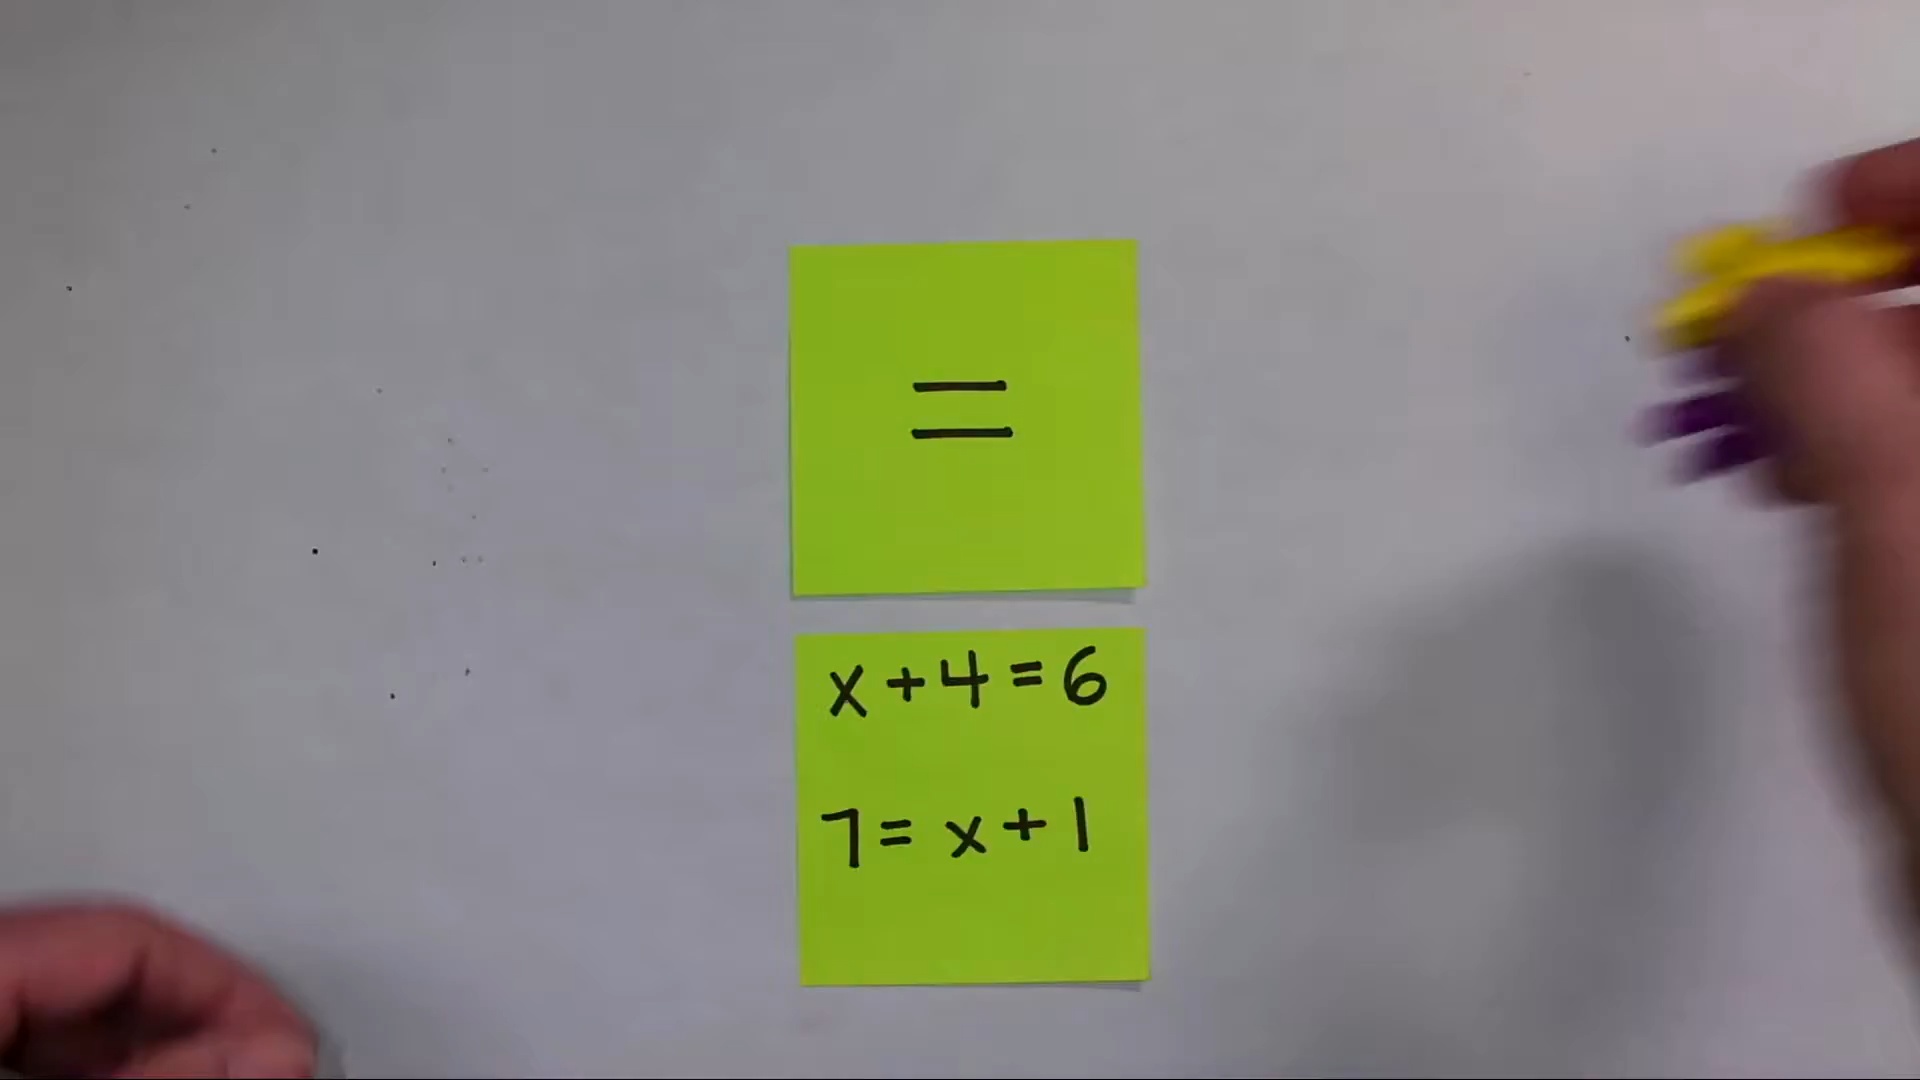 =
x+4=6
7=x+1